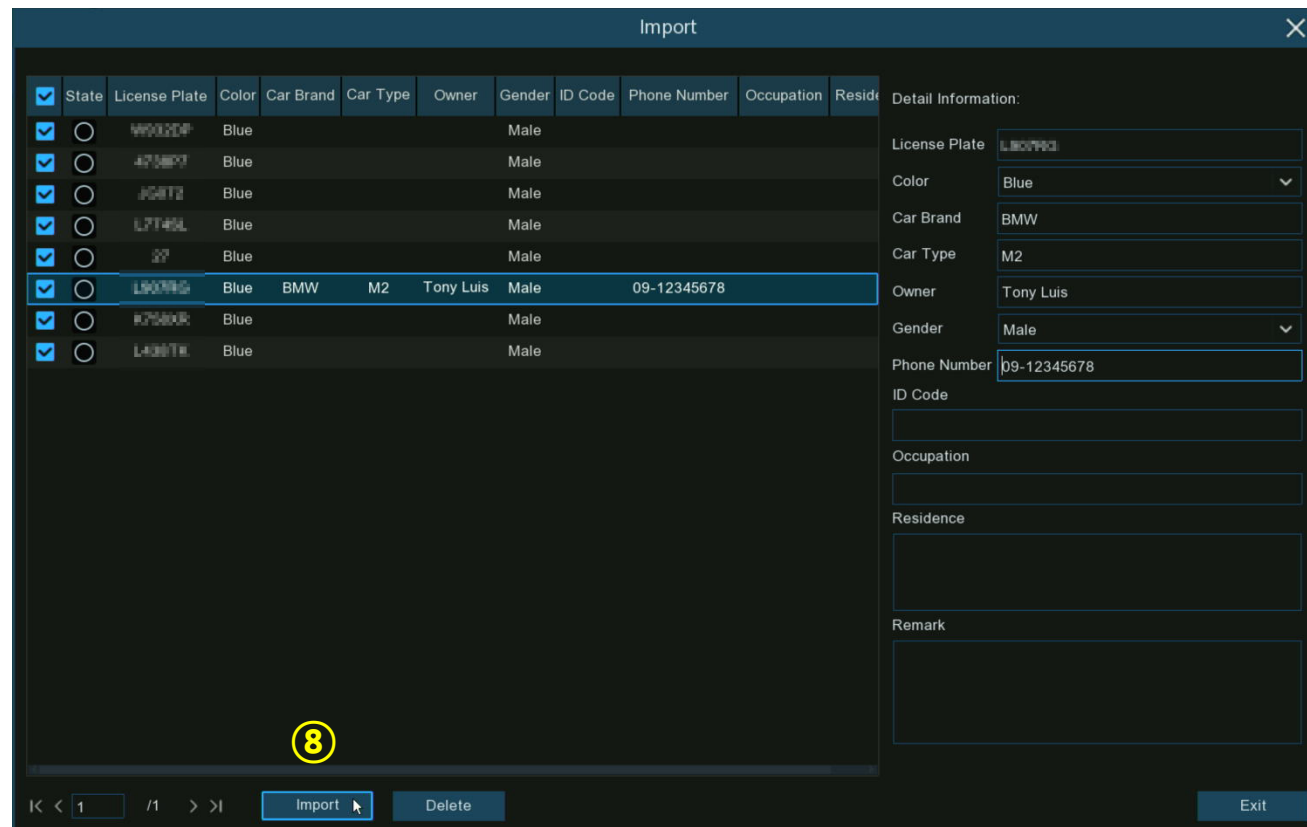 Import
State License Plate Color Car Brand Car Type Owner Gender ID Code Phone Number Occupation
Blue Male
Blue Male
Blue Male
Blue Male
Blue Male
Blue BMW M2 Tony Luis Male 09-12345678
Blue Male
Blue Male
Detail Information:
License Plate
Color Blue
Car Brand BMW
Car Type M2
Owner Tony Luis
Gender Male
Phone Number 09-12345678
ID Code
Occupation
Residence
Remark
⑧
1 /1 Import Delete Exit